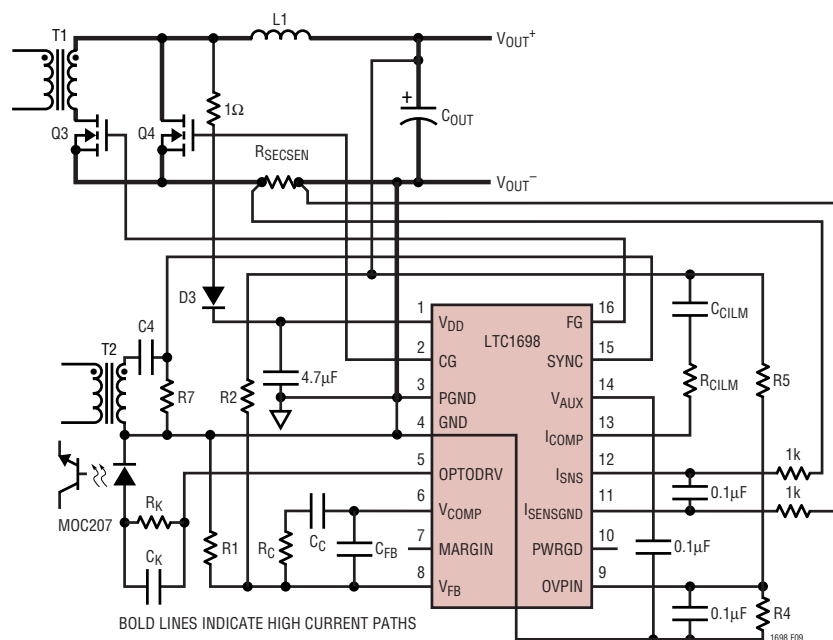 T1
L1
VOUT+
1Ω
+
COUT
Q3
Q4
RSECSEN
VOUT−
D3
1
VDD
LTC1698
FG
16
CCILM
C4
2
CG
SYNC
15
T2
4.7µF
R7
R2
3
PGND
VAUX
14
RCILM
R5
4
GND
ICOMP
13
5
OPTODRV
ISNS
12
1k
MOC207
RK
6
VCOMP
ISENSGND
11
0.1µF
1k
CC
RC
CFB
R1
7
MARGIN
PWRGD
10
0.1µF
CK
8
VFB
OVPIN
9
0.1µF
R4
BOLD LINES INDICATE HIGH CURRENT PATHS
1698 F09